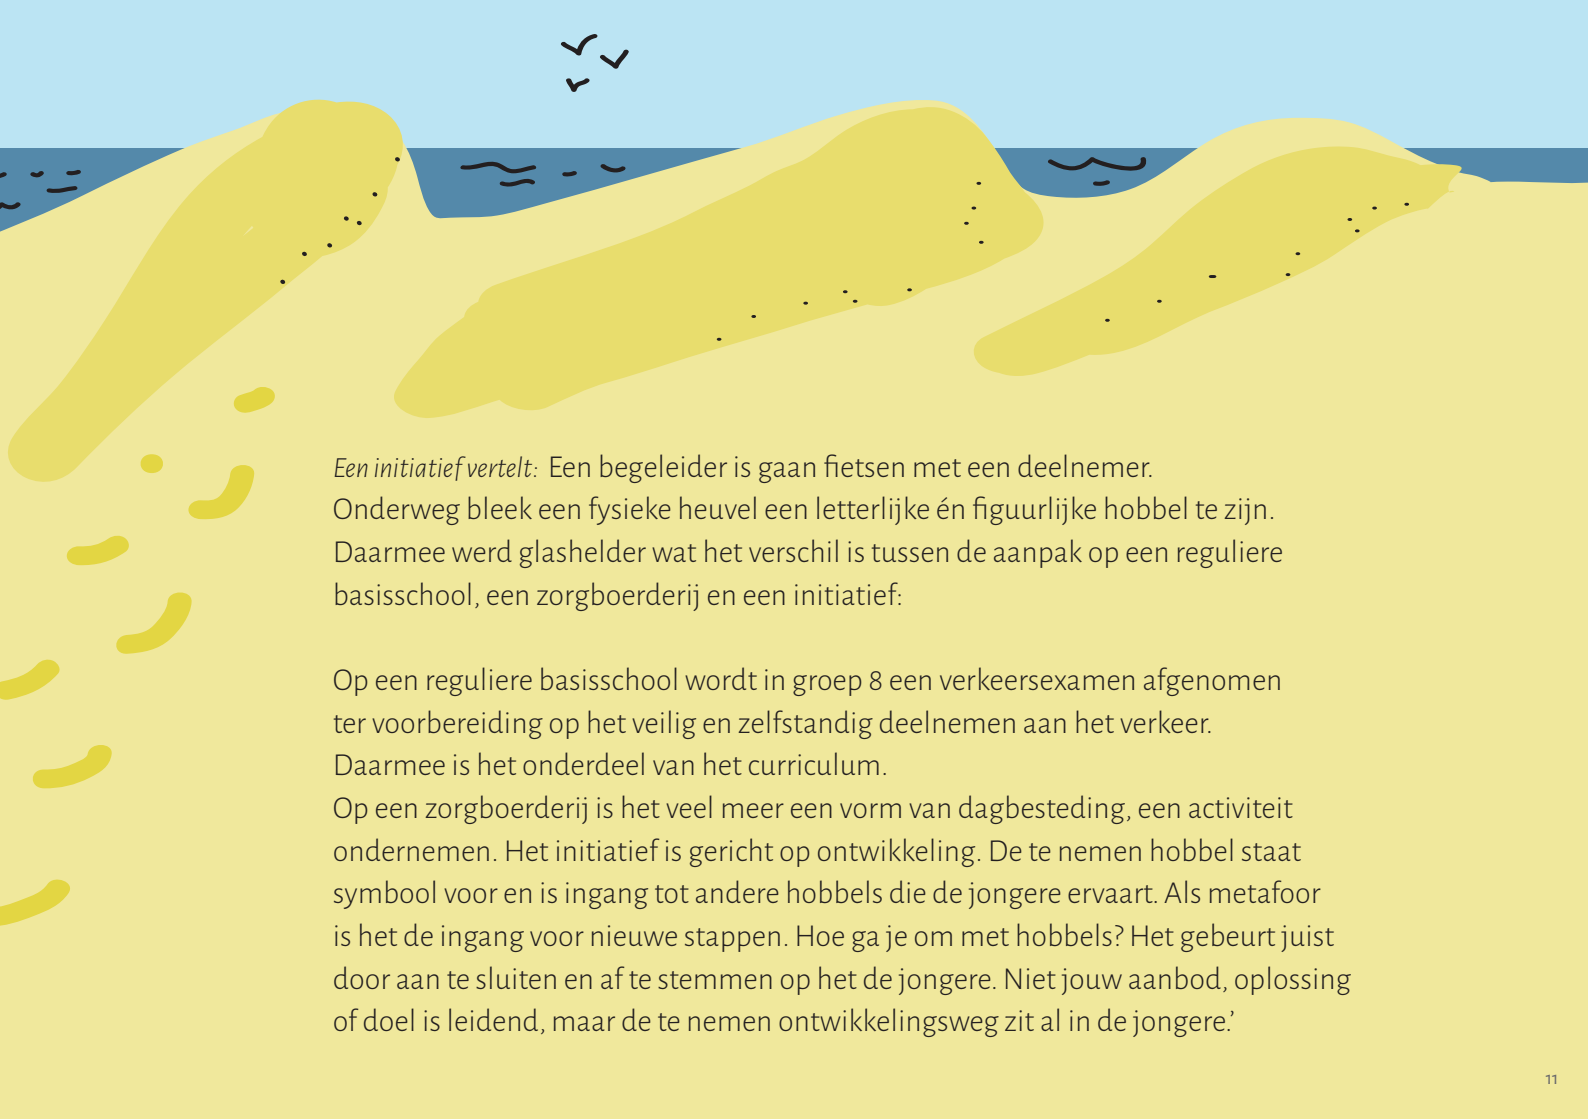 Een initiatief vertelt: Een begeleider is gaan fietsen met een deelnemer.
Onderweg bleek een fysieke heuvel een letterlijke én figuurlijke hobbel te zijn.
Daarmee werd glashelder wat het verschil is tussen de aanpak op een reguliere
basisschool, een zorgboerderij en een initiatief:
Op een reguliere basisschool wordt in groep 8 een verkeersexamen afgenomen
ter voorbereiding op het veilig en zelfstandig deelnemen aan het verkeer.
Daarmee is het onderdeel van het curriculum.
Op een zorgboerderij is het veel meer een vorm van dagbesteding, een activiteit
ondernemen. Het initiatief is gericht op ontwikkeling. De te nemen hobbel staat
symbool voor en is ingang tot andere hobbels die de jongere ervaart. Als metafoor
is het de ingang voor nieuwe stappen. Hoe ga je om met hobbels? Het gebeurt juist
door aan te sluiten en af te stemmen op het de jongere. Niet jouw aanbod, oplossing
of doel is leidend, maar de te nemen ontwikkelingsweg zit al in de jongere.’
11